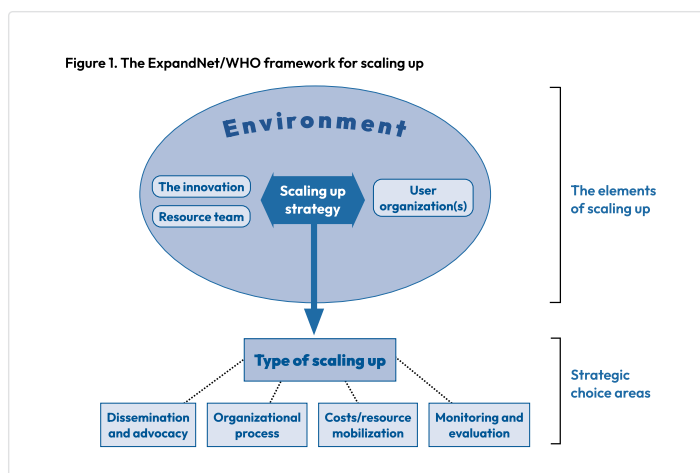 Figure 1. The ExpandNet/WHO framework for scaling up
Environment
The innovation
Resource team
Scaling up
strategy
User
organization(s)
The elements
of scaling up
Type of scaling up
Strategic
choice areas
Dissemination
and advocacy
Organizational
process
Costs/resource
mobilization
Monitoring and
evaluation